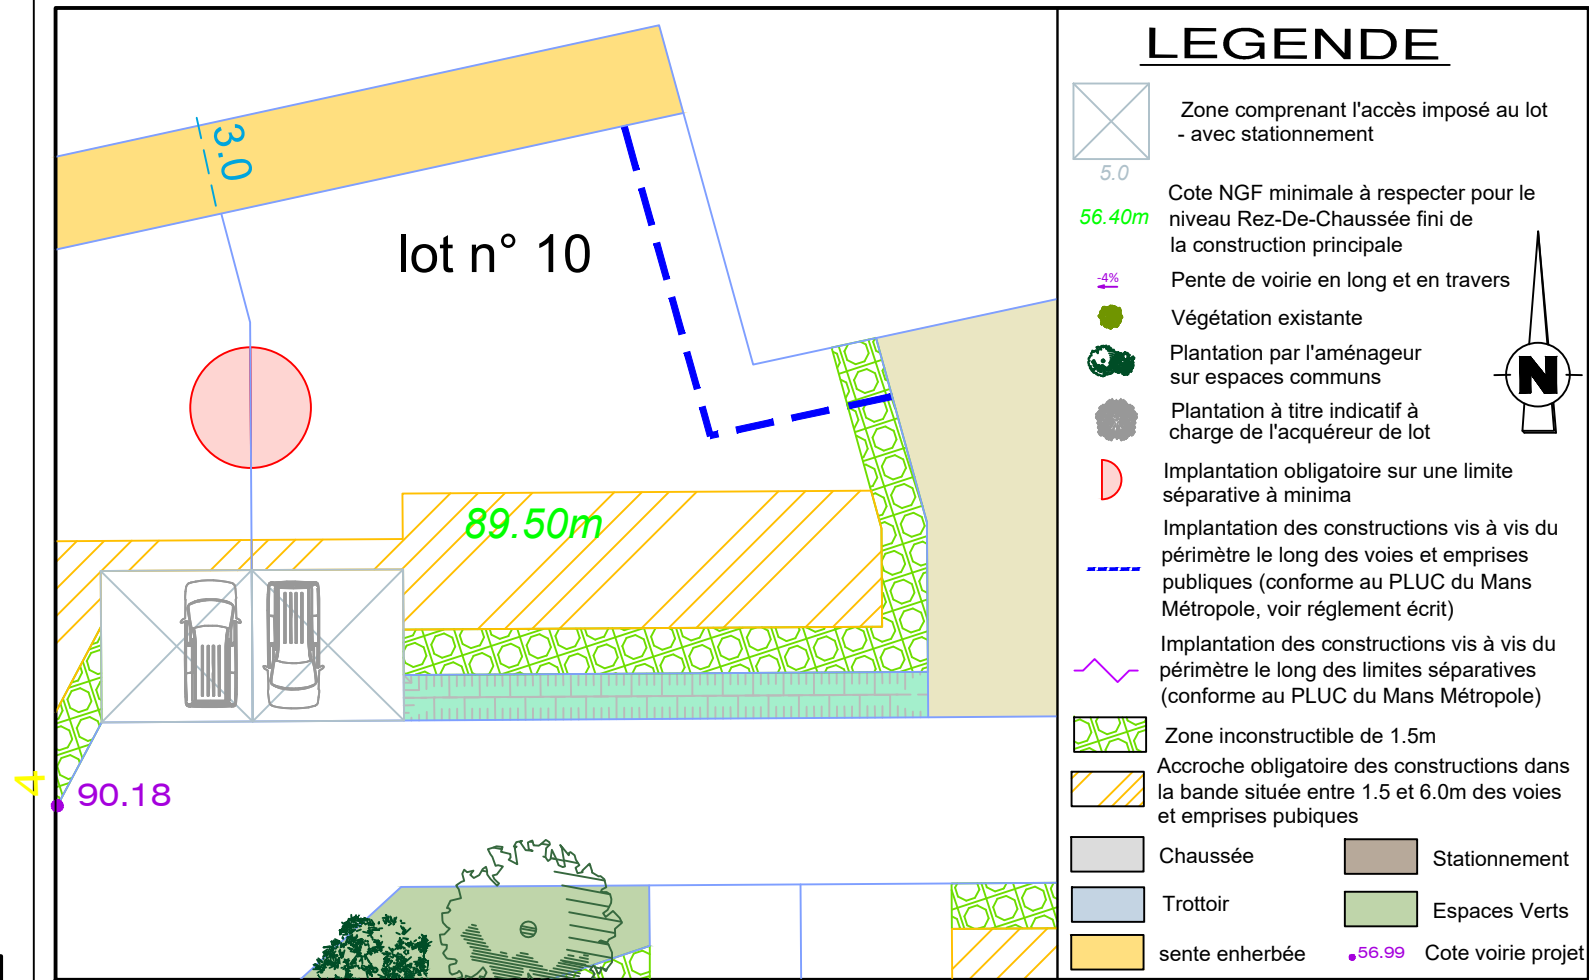 3.0
lot n° 10
89.50m
4
90.18
LEGENDE
Zone comprenant l'accès imposé au lot
- avec stationnement
5.0
Cote NGF minimale à respecter pour le
56.40m niveau Rez-De-Chaussée fini de
la construction principale
-4% Pente de voirie en long et en travers
Végétation existante
Plantation par l'aménageur
sur espaces communs
N
Plantation à titre indicatif à
charge de l'acquéreur de lot
Implantation obligatoire sur une limite
séparative à minima
Implantation des constructions vis à vis du
périmètre le long des voies et emprises
publiques (conforme au PLUC du Mans
Métropole, voir réglement écrit)
Implantation des constructions vis à vis du
périmètre le long des limites séparatives
(conforme au PLUC du Mans Métropole)
Zone inconstructible de 1.5m
Accroche obligatoire des constructions dans
la bande située entre 1.5 et 6.0m des voies
et emprises pubiques
Chaussée Stationnement
Trottoir Espaces Verts
sente enherbée 56.99 Cote voirie projet